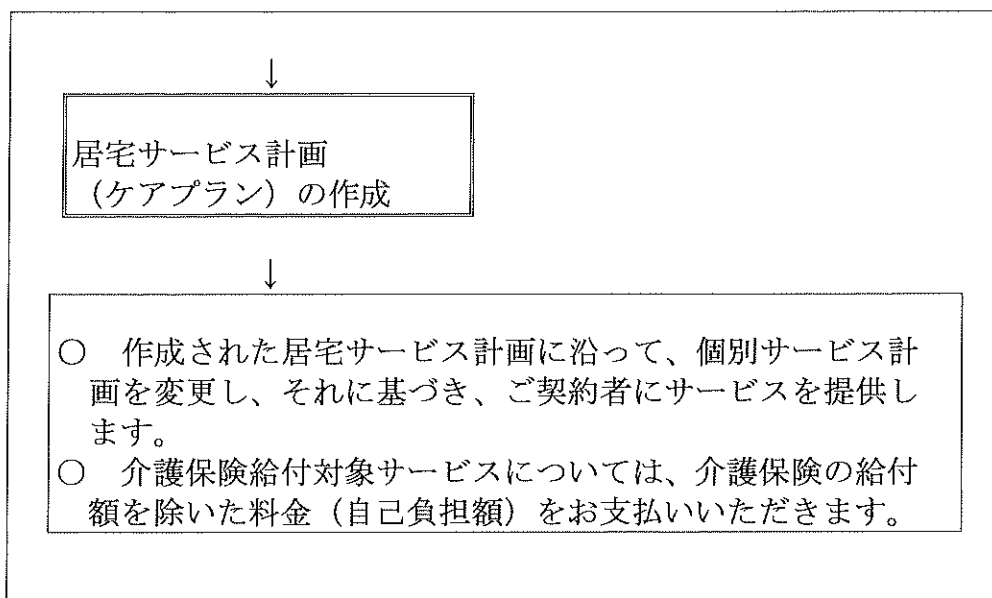 ↓
居宅サービス計画
(ケアプラン)の作成
↓
○ 作成された居宅サービス計画に沿って、個別サービス計
画を変更し、それに基づき、ご契約者にサービスを提供し
ます。
○ 介護保険給付対象サービスについては、介護保険の給付
額を除いた料金(自己負担額)をお支払いいただきます。